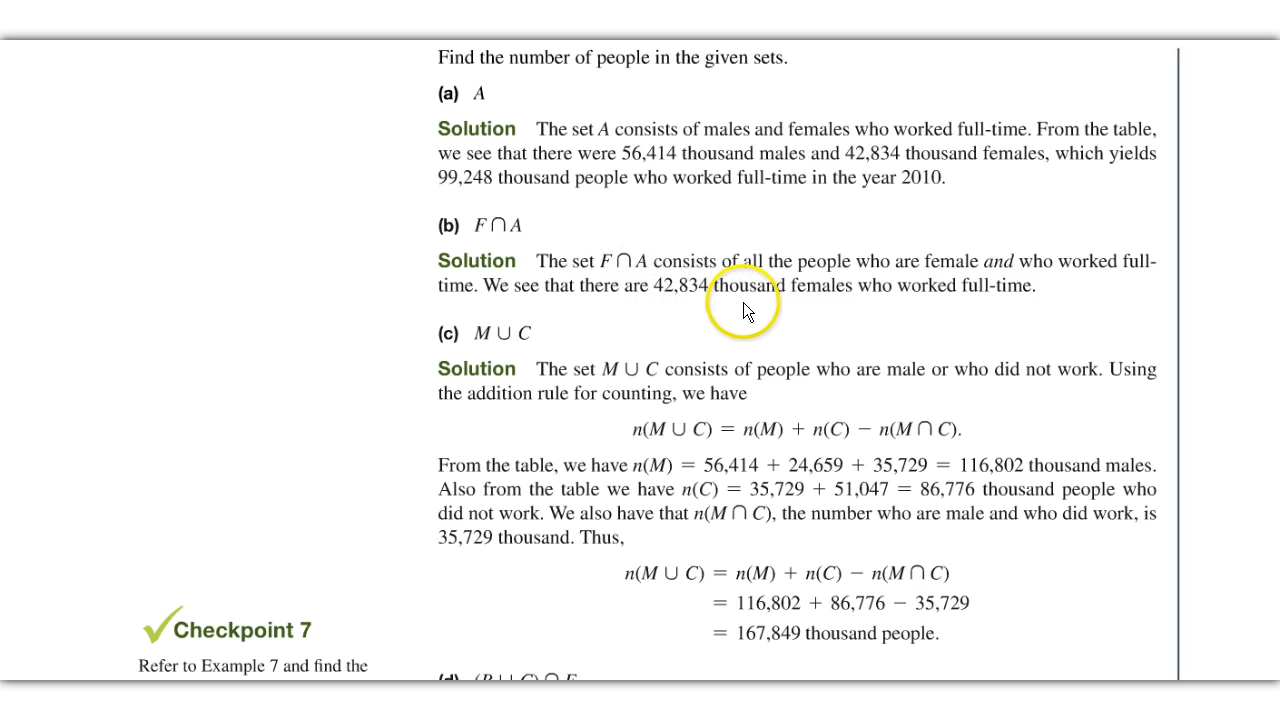 Find the number of people in the given sets.
(a) A
Solution The set A consists of males and females who worked full-time. From the table,
we see that there were 56,414 thousand males and 42,834 thousand females, which yields
99,248 thousand people who worked full-time in the year 2010.
(b) F ∩ A
Solution The set F ∩ A consists of all the people who are female and who worked full-
time. We see that there are 42,834 thousand females who worked full-time.
(c) M ∪ C
Solution The set M ∪ C consists of people who are male or who did not work. Using
the addition rule for counting, we have
n(M ∪ C) = n(M) + n(C) − n(M ∩ C).
From the table, we have n(M) = 56,414 + 24,659 + 35,729 = 116,802 thousand males.
Also from the table we have n(C) = 35,729 + 51,047 = 86,776 thousand people who
did not work. We also have that n(M ∩ C), the number who are male and who did work, is
35,729 thousand. Thus,
n(M ∪ C) = n(M) + n(C) − n(M ∩ C)
= 116,802 + 86,776 − 35,729
= 167,849 thousand people.
Checkpoint 7
Refer to Example 7 and find the
(d) (B ∪ C) ∩ F